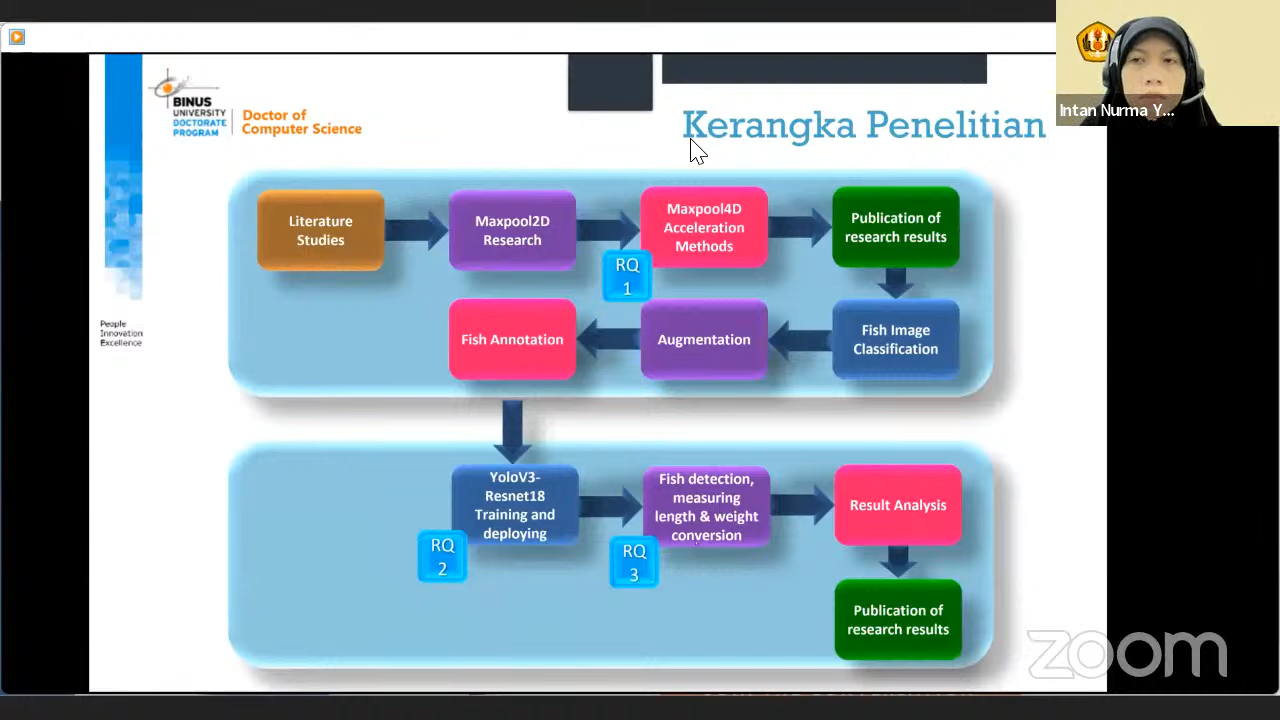 BINUS
UNIVERSITY
DOCTORATE
PROGRAM
Doctor of
Computer Science
Kerangka Penelitian
Intan Nurma Y...
Literature
Studies
Maxpool2D
Research
Maxpool4D
Acceleration
Methods
Publication of
research results
RQ
1
Fish Annotation
Augmentation
Fish Image
Classification
People
Innovation
Excellence
YoloV3-
Resnet18
Training and
deploying
Fish detection,
measuring
length & weight
conversion
Result Analysis
RQ
2
RQ
3
Publication of
research results
zoom